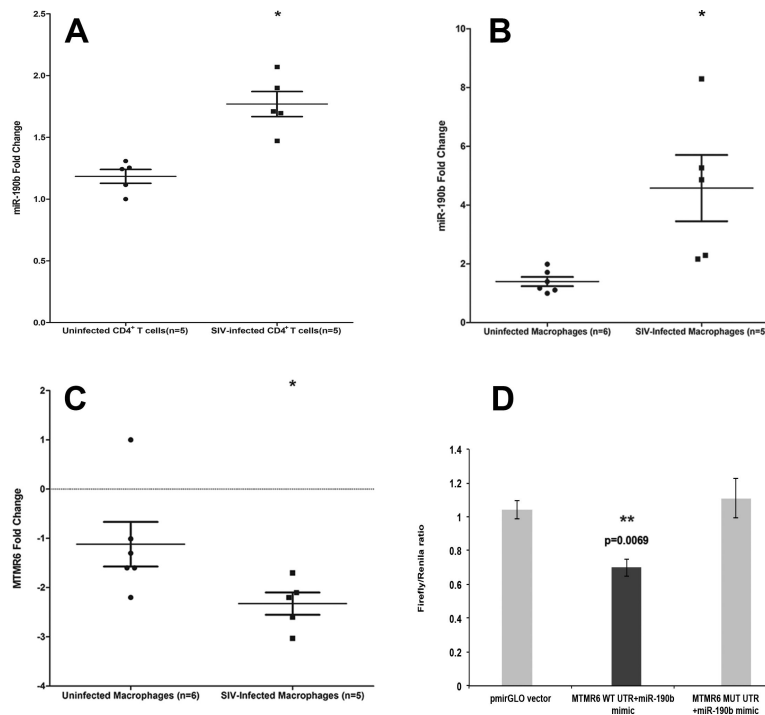 A
*
miR-190b Fold Change
2.5
2.0
1.5
1.0
0.5
0.0
Uninfected CD4⁺ T cells(n=5)
SIV-infected CD4⁺ T cells(n=5)
B
*
miR-190b Fold Change
10
8
6
4
2
0
Uninfected Macrophages (n=6)
SIV-Infected Macrophages (n=5
C
*
MTMR6 Fold Change
2
1
0
-1
-2
-3
-4
Uninfected Macrophages (n=6)
SIV-Infected Macrophages (n=5)
D
Firefly/Renila ratio
1.4
1.2
1
0.8
0.6
0.4
0.2
0
**
p=0.0069
pmirGLO vector
MTMR6 WT UTR+miR-190b
mimic
MTMR6 MUT UTR
+miR-190b mimic